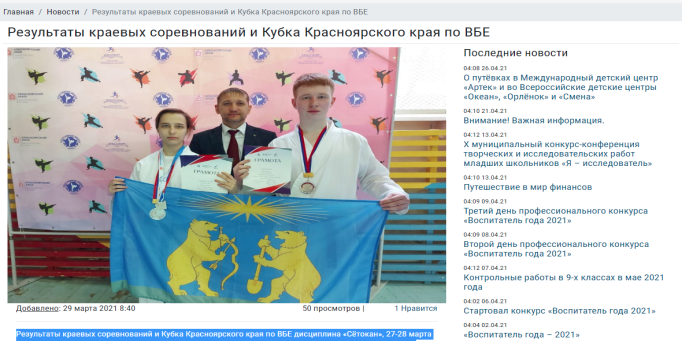 Главная / Новости / Результаты краевых соревнований и Кубка Красноярского края по ВБЕ
Результаты краевых соревнований и Кубка Красноярского края по ВБЕ
ГРАМОТА
ГРАМОТА
Добавлено: 29 марта 2021 8:40
50 просмотров |
1 Нравится
Результаты краевых соревнований и Кубка Красноярского края по ВБЕ дисциплина «Сётокан», 27-28 марта
Последние новости
04:08 26.04.21
О путёвках в Международный детский центр
«Артек» и во Всероссийские детские центры
«Океан», «Орлёнок» и «Смена»
04:10 21.04.21
Внимание! Важная информация.
04:12 13.04.21
X муниципальный конкурс-конференция
творческих и исследовательских работ
младших школьников «Я – исследователь»
04:10 13.04.21
Путешествие в мир финансов
04:09 09.04.21
Третий день профессионального конкурса
«Воспитатель года 2021»
04:09 08.04.21
Второй день профессионального конкурса
«Воспитатель года 2021»
04:12 07.04.21
Контрольные работы в 9-х классах в мае 2021
года
04:02 06.04.21
Стартовал конкурс «Воспитатель года 2021»
04:04 02.04.21
«Воспитатель года – 2021»